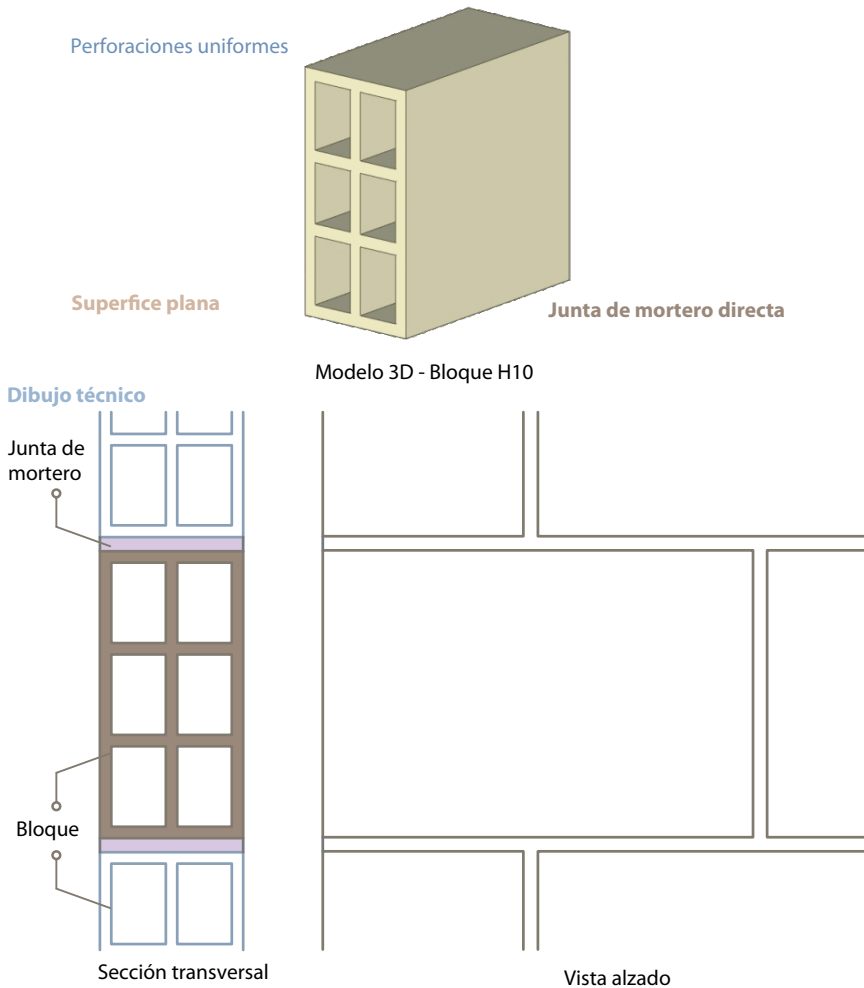 Perforaciones uniformes
Superfice plana
Junta de mortero directa
Modelo 3D - Bloque H10
Dibujo técnico
Junta de
mortero
Bloque
Sección transversal
Vista alzado